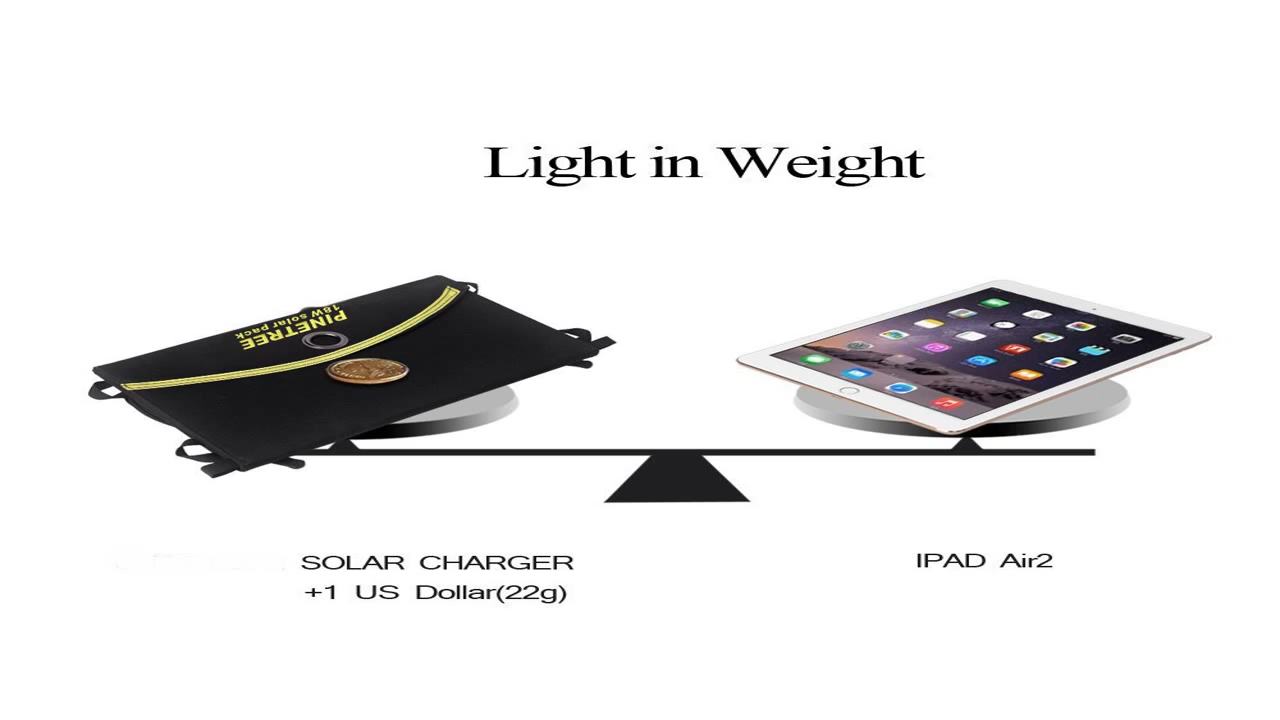 Light in Weight
PINETREE
18W solar pack
SOLAR CHARGER
+1 US Dollar(22g)
IPAD Air2